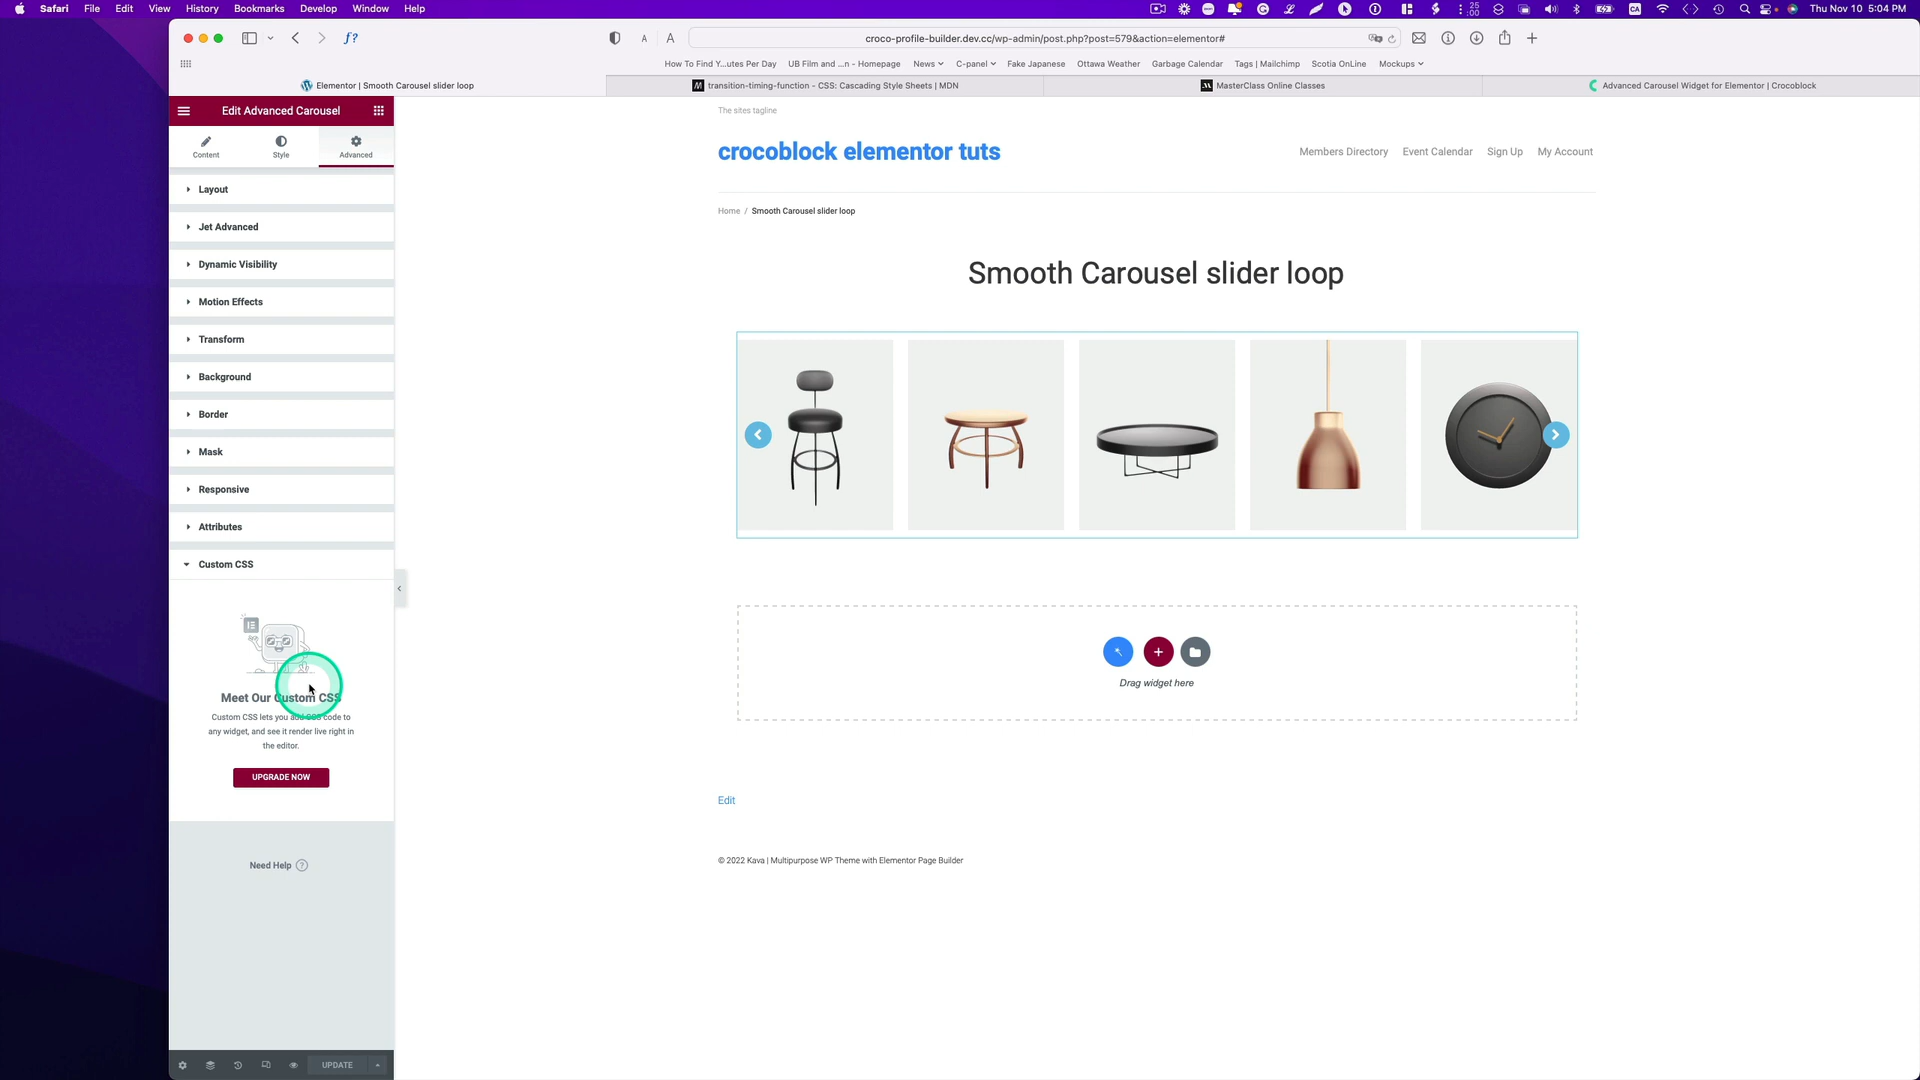 Safari File Edit View History Bookmarks Develop Window Help
25
:00
CA
Thu Nov 10 5:04 PM
f?
A A
croco-profile-builder.dev.cc/wp-admin/post.php?post=579&action=elementor#
How To Find Y...utes Per Day UB Film and ...n - Homepage News C-panel Fake Japanese Ottawa Weather Garbage Calendar Tags | Mailchimp Scotia OnLine Mockups
Elementor | Smooth Carousel slider loop
transition-timing-function - CSS: Cascading Style Sheets | MDN
MasterClass Online Classes
Advanced Carousel Widget for Elementor | Crocoblock
Edit Advanced Carousel
Content Style Advanced
Layout
Jet Advanced
Dynamic Visibility
Motion Effects
Transform
Background
Border
Mask
Responsive
Attributes
Custom CSS
Meet Our Custom CSS
Custom CSS lets you add CSS code to
any widget, and see it render live right in
the editor.
UPGRADE NOW
Need Help ?
UPDATE
The sites tagline
crocoblock elementor tuts
Members Directory Event Calendar Sign Up My Account
Home / Smooth Carousel slider loop
Smooth Carousel slider loop
Drag widget here
Edit
© 2022 Kava | Multipurpose WP Theme with Elementor Page Builder